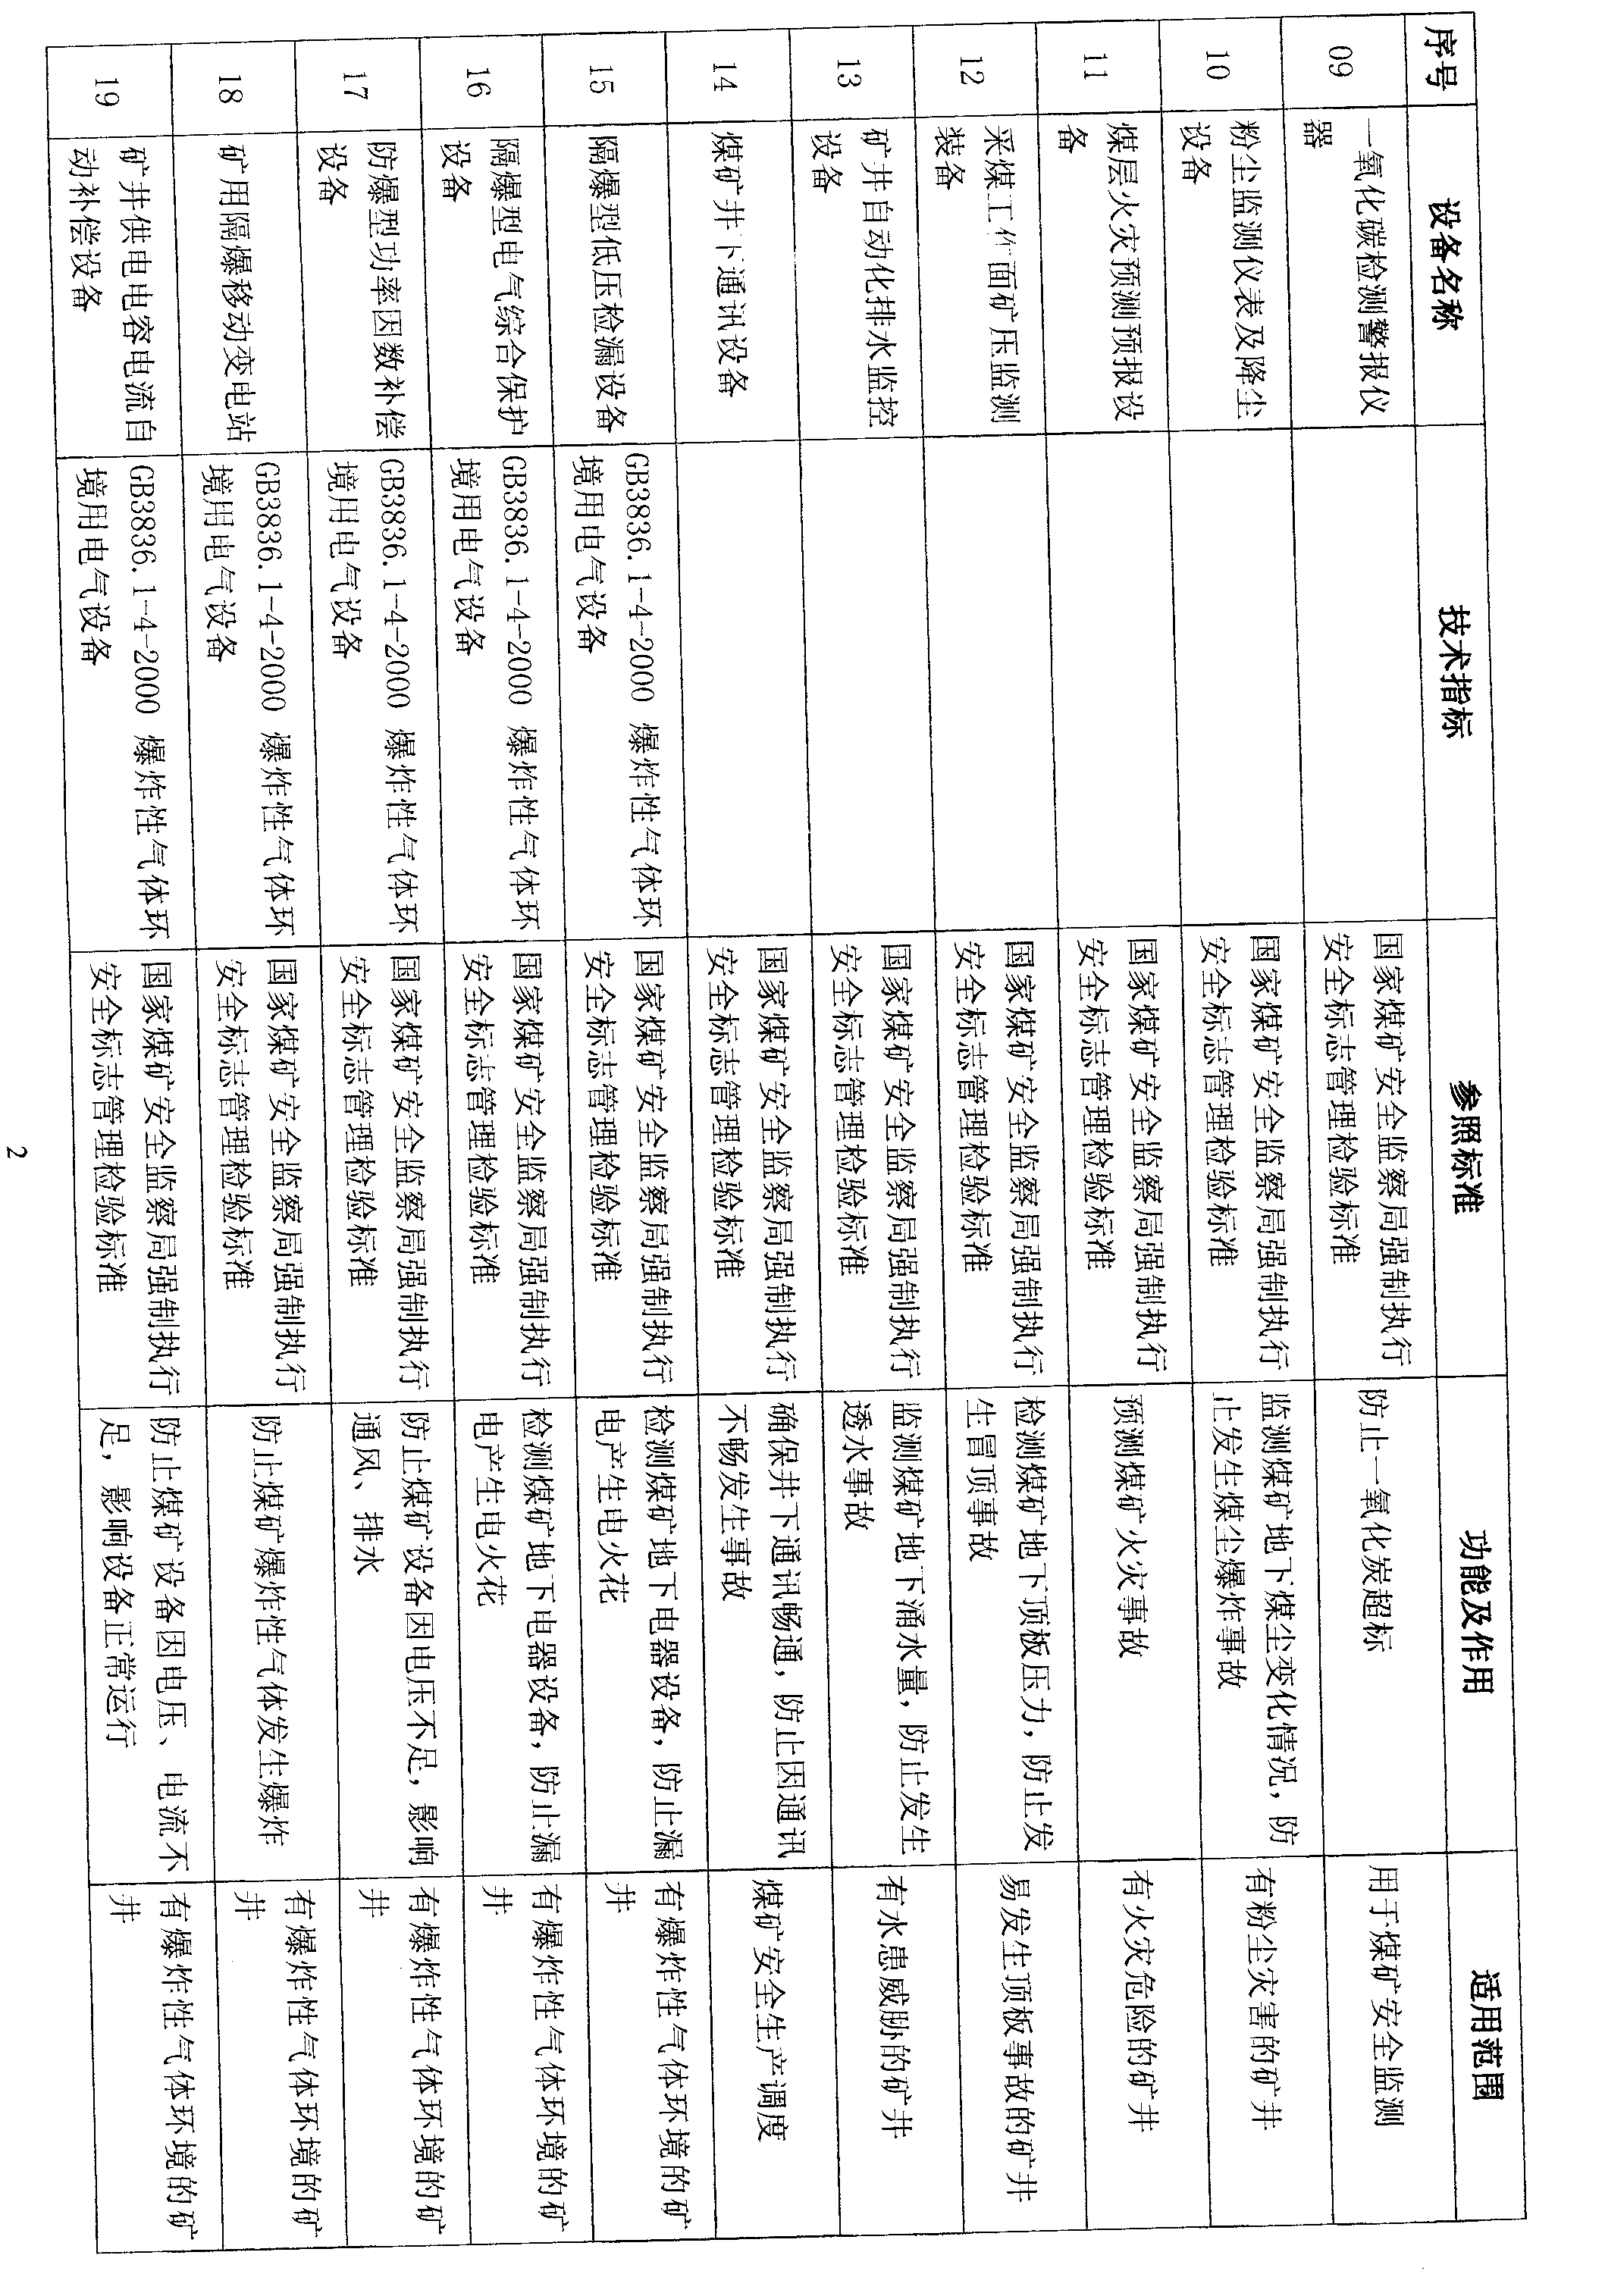 序号 设备名称 技术指标 参照标准 功能及作用 适用范围
09
一氧化碳检测警报仪
器
国家煤矿安全监察局强制执行
安全标志管理检验标准
防止一氧化炭超标
用于煤矿安全监测
10
粉尘监测仪表及降尘
设备
国家煤矿安全监察局强制执行
安全标志管理检验标准
监测煤矿地下煤尘变化情况，防
止发生煤尘爆炸事故
有粉尘灾害的矿井
11
煤层火灾预测预报设
备
国家煤矿安全监察局强制执行
安全标志管理检验标准
预测煤矿火灾事故
有火灾危险的矿井
12
采煤工作面矿压监测
装备
国家煤矿安全监察局强制执行
安全标志管理检验标准
检测煤矿地下顶板压力，防止发
生冒顶事故
易发生顶板事故的矿井
13
矿井自动化排水监控
设备
国家煤矿安全监察局强制执行
安全标志管理检验标准
监测煤矿地下涌水量，防止发生
透水事故
有水患威胁的矿井
14
煤矿井下通讯设备
国家煤矿安全监察局强制执行
安全标志管理检验标准
确保井下通讯畅通，防止因通讯
不畅发生事故
煤矿安全生产调度
15
隔爆型低压检漏设备
GB3836.1-4-2000 爆炸性气体环
境用电气设备
国家煤矿安全监察局强制执行
安全标志管理检验标准
检测煤矿地下电器设备，防止漏
电产生电火花
有爆炸性气体环境的矿
井
16
隔爆型电气综合保护
设备
GB3836.1-4-2000 爆炸性气体环
境用电气设备
国家煤矿安全监察局强制执行
安全标志管理检验标准
检测煤矿地下电器设备，防止漏
电产生电火花
有爆炸性气体环境的矿
井
17
防爆型功率因数补偿
设备
GB3836.1-4-2000 爆炸性气体环
境用电气设备
国家煤矿安全监察局强制执行
安全标志管理检验标准
防止煤矿设备因电压不足，影响
通风、排水
有爆炸性气体环境的矿
井
18
矿用隔爆移动变电站
GB3836.1-4-2000 爆炸性气体环
境用电气设备
国家煤矿安全监察局强制执行
安全标志管理检验标准
防止煤矿爆炸性气体发生爆炸
有爆炸性气体环境的矿
井
19
矿井供电电容电流自
动补偿设备
GB3836.1-4-2000 爆炸性气体环
境用电气设备
国家煤矿安全监察局强制执行
安全标志管理检验标准
防止煤矿设备因电压、电流不
足，影响设备正常运行
有爆炸性气体环境的矿
井
2